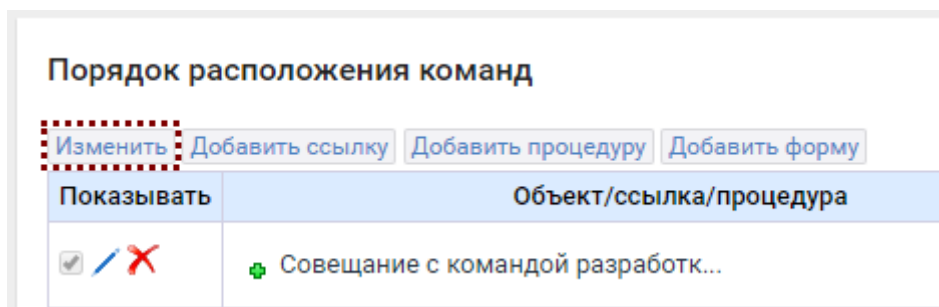 Порядок расположения команд
Изменить Добавить ссылку Добавить процедуру Добавить форму
Показывать Объект/ссылка/процедура
Совещание с командой разработк...